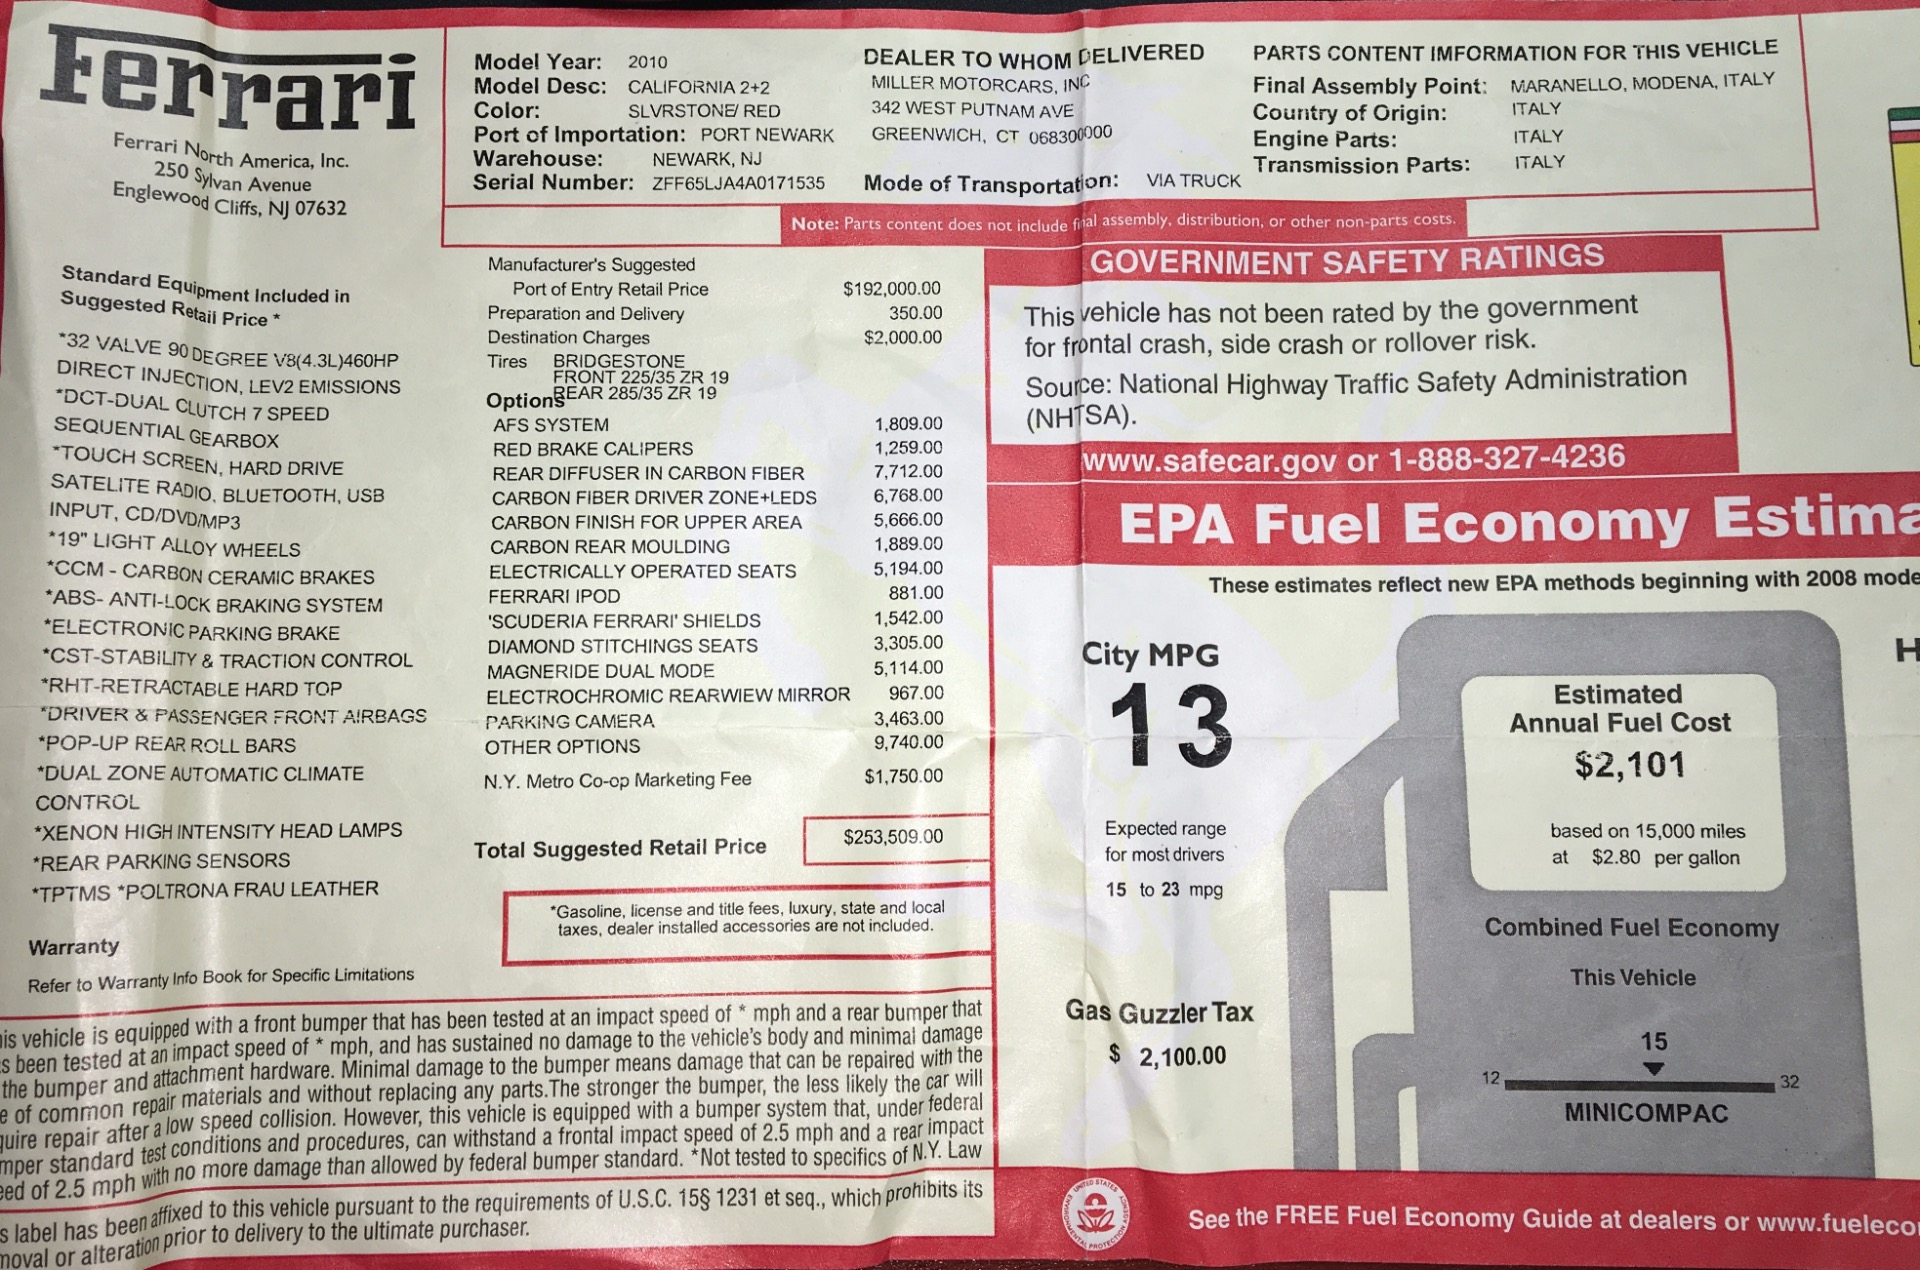 Ferrari
Ferrari North America, Inc.
250 Sylvan Avenue
Englewood Cliffs, NJ 07632
Model Year: 2010
Model Desc: CALIFORNIA 2+2
Color: SLVRSTONE/ RED
Port of Importation: PORT NEWARK
Warehouse: NEWARK, NJ
Serial Number: ZFF65LJA4A0171535
DEALER TO WHOM DELIVERED
MILLER MOTORCARS, INC
342 WEST PUTNAM AVE
GREENWICH, CT 068300000
Mode of Transportation: VIA TRUCK
PARTS CONTENT IMFORMATION FOR THIS VEHICLE
Final Assembly Point: MARANELLO, MODENA, ITALY
Country of Origin: ITALY
Engine Parts: ITALY
Transmission Parts: ITALY
Note: Parts content does not include final assembly, distribution, or other non-parts costs.
Standard Equipment Included in
Suggested Retail Price *
*32 VALVE 90 DEGREE V8(4.3L)460HP
DIRECT INJECTION, LEV2 EMISSIONS
*DCT-DUAL CLUTCH 7 SPEED
SEQUENTIAL GEARBOX
*TOUCH SCREEN, HARD DRIVE
SATELITE RADIO, BLUETOOTH, USB
INPUT, CD/DVD/MP3
*19" LIGHT ALLOY WHEELS
*CCM - CARBON CERAMIC BRAKES
*ABS- ANTI-LOCK BRAKING SYSTEM
*ELECTRONIC PARKING BRAKE
*CST-STABILITY & TRACTION CONTROL
*RHT-RETRACTABLE HARD TOP
*DRIVER & PASSENGER FRONT AIRBAGS
*POP-UP REAR ROLL BARS
*DUAL ZONE AUTOMATIC CLIMATE
CONTROL
*XENON HIGH INTENSITY HEAD LAMPS
*REAR PARKING SENSORS
*TPTMS *POLTRONA FRAU LEATHER
Warranty
Refer to Warranty Info Book for Specific Limitations
Manufacturer's Suggested
Port of Entry Retail Price $192,000.00
Preparation and Delivery 350.00
Destination Charges $2,000.00
Tires BRIDGESTONE
FRONT 225/35 ZR 19
REAR 285/35 ZR 19
Options
AFS SYSTEM 1,809.00
RED BRAKE CALIPERS 1,259.00
REAR DIFFUSER IN CARBON FIBER 7,712.00
CARBON FIBER DRIVER ZONE+LEDS 6,768.00
CARBON FINISH FOR UPPER AREA 5,666.00
CARBON REAR MOULDING 1,889.00
ELECTRICALLY OPERATED SEATS 5,194.00
FERRARI IPOD 881.00
'SCUDERIA FERRARI' SHIELDS 1,542.00
DIAMOND STITCHINGS SEATS 3,305.00
MAGNERIDE DUAL MODE 5,114.00
ELECTROCHROMIC REARWIEW MIRROR 967.00
PARKING CAMERA 3,463.00
OTHER OPTIONS 9,740.00
N.Y. Metro Co-op Marketing Fee $1,750.00
Total Suggested Retail Price $253,509.00
*Gasoline, license and title fees, luxury, state and local
taxes, dealer installed accessories are not included.
GOVERNMENT SAFETY RATINGS
This vehicle has not been rated by the government
for frontal crash, side crash or rollover risk.
Source: National Highway Traffic Safety Administration
(NHTSA).
www.safecar.gov or 1-888-327-4236
EPA Fuel Economy Estima
These estimates reflect new EPA methods beginning with 2008 mode
City MPG
13
Expected range
for most drivers
15 to 23 mpg
Gas Guzzler Tax
$ 2,100.00
H
Estimated
Annual Fuel Cost
$2,101
based on 15,000 miles
at $2.80 per gallon
Combined Fuel Economy
This Vehicle
15
12 32
MINICOMPAC
UNITED STATES ENVIRONMENTAL PROTECTION AGENCY
See the FREE Fuel Economy Guide at dealers or www.fueleco
is vehicle is equipped with a front bumper that has been tested at an impact speed of * mph and a rear bumper that
s been tested at an impact speed of * mph, and has sustained no damage to the vehicle's body and minimal damage
the bumper and attachment hardware. Minimal damage to the bumper means damage that can be repaired with the
e of common repair materials and without replacing any parts.The stronger the bumper, the less likely the car will
quire repair after a low speed collision. However, this vehicle is equipped with a bumper system that, under federal
mper standard test conditions and procedures, can withstand a frontal impact speed of 2.5 mph and a rear impact
eed of 2.5 mph with no more damage than allowed by federal bumper standard. *Not tested to specifics of N.Y. Law
s label has been affixed to this vehicle pursuant to the requirements of U.S.C. 15§ 1231 et seq., which prohibits its
moval or alteration prior to delivery to the ultimate purchaser.